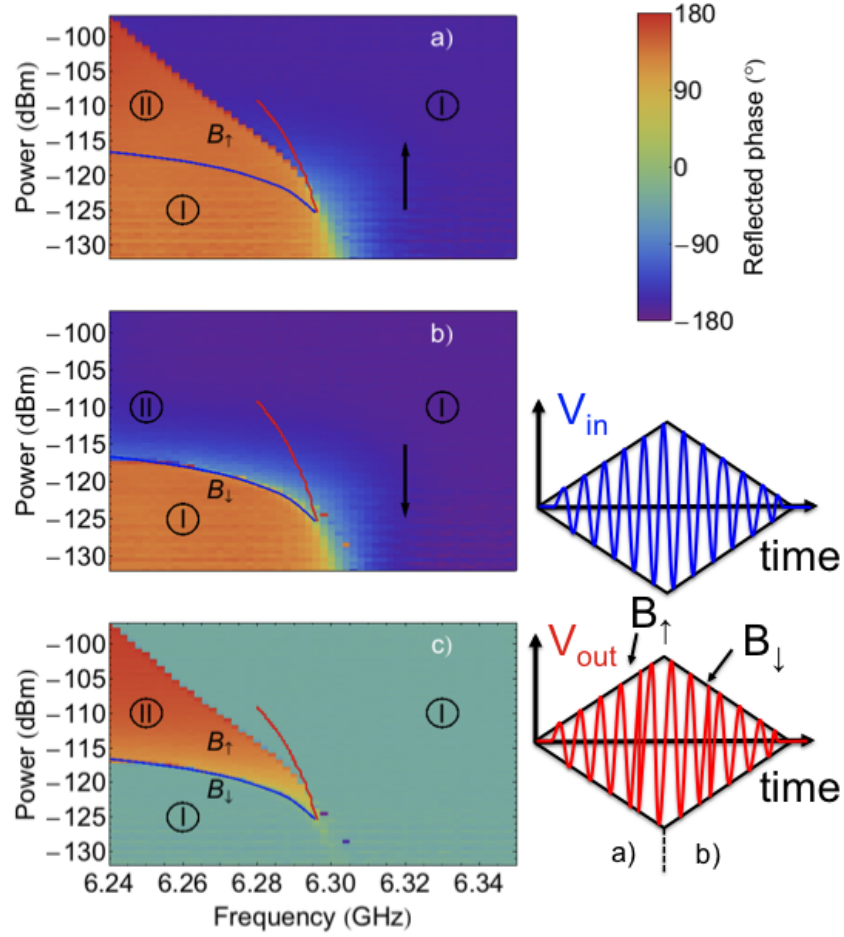 a)
−100
−105
−110
−115
−120
−125
−130
Power (dBm)
II
I
B↑
I
180
90
0
−90
−180
Reflected phase (°)
b)
−100
−105
−110
−115
−120
−125
−130
Power (dBm)
II
I
B↓
I
Vin
time
c)
−100
−105
−110
−115
−120
−125
−130
Power (dBm)
II
I
B↑
B↓
I
6.24
6.26
6.28
6.30
6.32
6.34
Frequency (GHz)
Vout
B↑
B↓
time
a)
b)